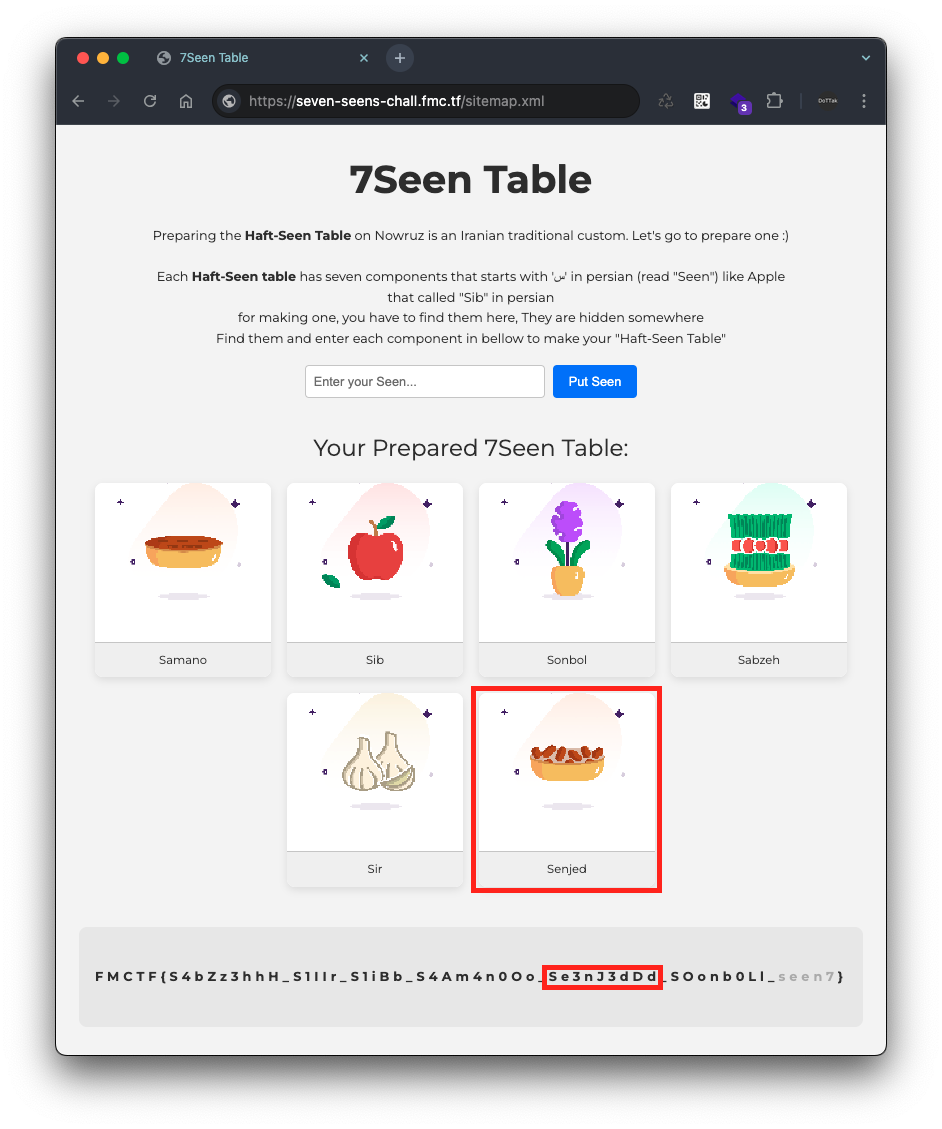 7Seen Table
https://seven-seens-chall.fmc.tf/sitemap.xml
3
DoTTak
7Seen Table
Preparing the Haft-Seen Table on Nowruz is an Iranian traditional custom. Let's go to prepare one :)
Each Haft-Seen table has seven components that starts with 'س' in persian (read "Seen") like Apple
that called "Sib" in persian
for making one, you have to find them here, They are hidden somewhere
Find them and enter each component in bellow to make your "Haft-Seen Table"
Enter your Seen...
Put Seen
Your Prepared 7Seen Table:
Samano
Sib
Sonbol
Sabzeh
Sir
Senjed
FMCTF{S4bZz3hhH_S1IIr_S1iBb_S4Am4n0Oo_Se3nJ3dDd_SOonb0Ll_seen7}